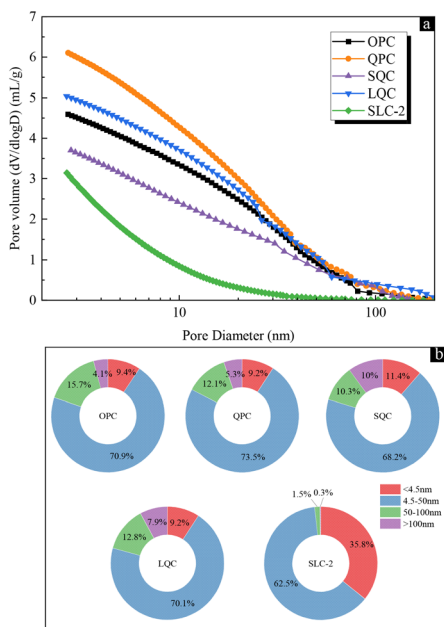 a
OPC
QPC
SQC
LQC
SLC-2
Pore volume (dV/dlogD) (mL/g)
7
6
5
4
3
2
1
0
10
100
Pore Diameter (nm)
b
4.1%
9.4%
15.7%
OPC
70.9%
5.3%
9.2%
12.1%
QPC
73.5%
10%
11.4%
10.3%
SQC
68.2%
<4.5nm
4.5-50nm
50-100nm
>100nm
7.9%
9.2%
12.8%
LQC
70.1%
1.5%
0.3%
35.8%
62.5%
SLC-2